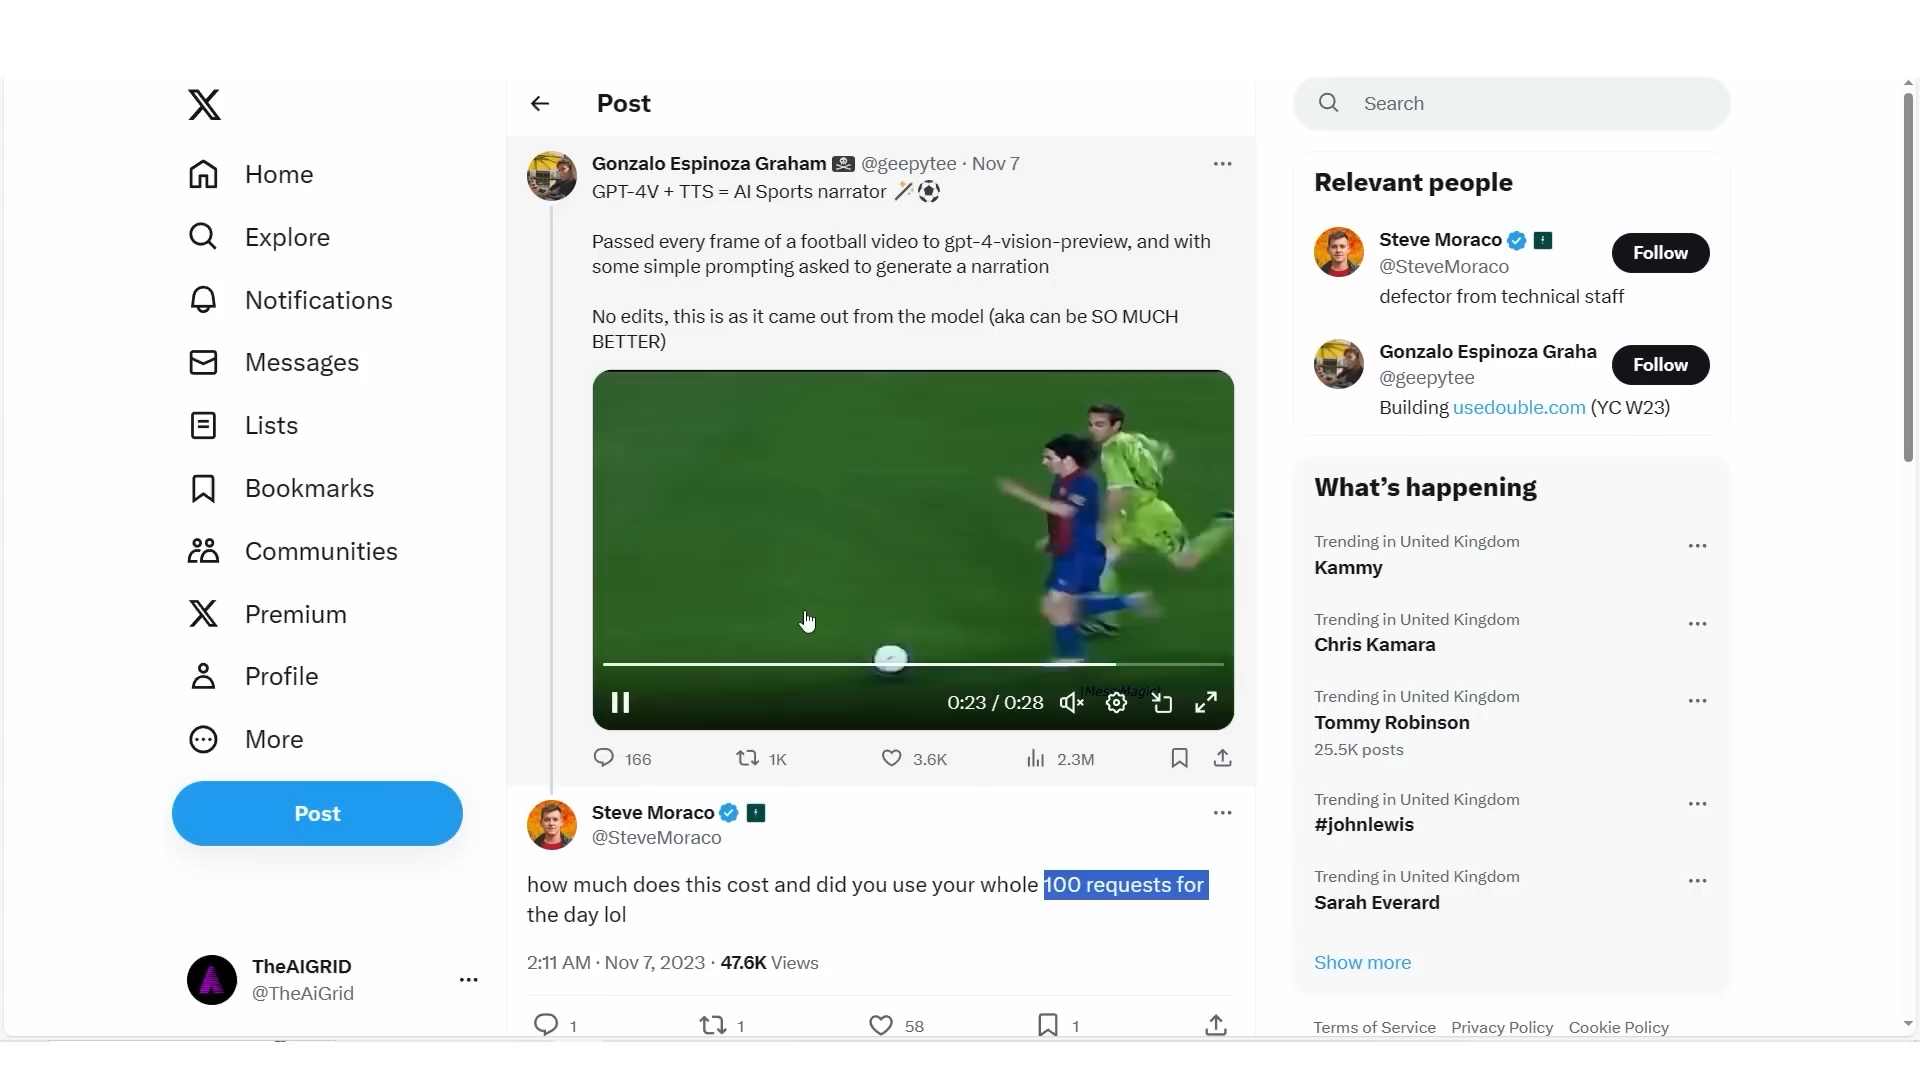 Home
Explore
Notifications
Messages
Lists
Bookmarks
Communities
Premium
Profile
More
Post
TheAIGRID
@TheAiGrid
Post
Gonzalo Espinoza Graham @geepytee · Nov 7
GPT-4V + TTS = AI Sports narrator
Passed every frame of a football video to gpt-4-vision-preview, and with
some simple prompting asked to generate a narration
No edits, this is as it came out from the model (aka can be SO MUCH
BETTER)
0:23 / 0:28
166 1K 3.6K 2.3M
Steve Moraco
@SteveMoraco
how much does this cost and did you use your whole 100 requests for
the day lol
2:11 AM · Nov 7, 2023 · 47.6K Views
1 1 58 1
Search
Relevant people
Steve Moraco
@SteveMoraco
Follow
defector from technical staff
Gonzalo Espinoza Graha
@geepytee
Follow
Building usedouble.com (YC W23)
What's happening
Trending in United Kingdom
Kammy
Trending in United Kingdom
Chris Kamara
Trending in United Kingdom
Tommy Robinson
25.5K posts
Trending in United Kingdom
#johnlewis
Trending in United Kingdom
Sarah Everard
Show more
Terms of Service Privacy Policy Cookie Policy